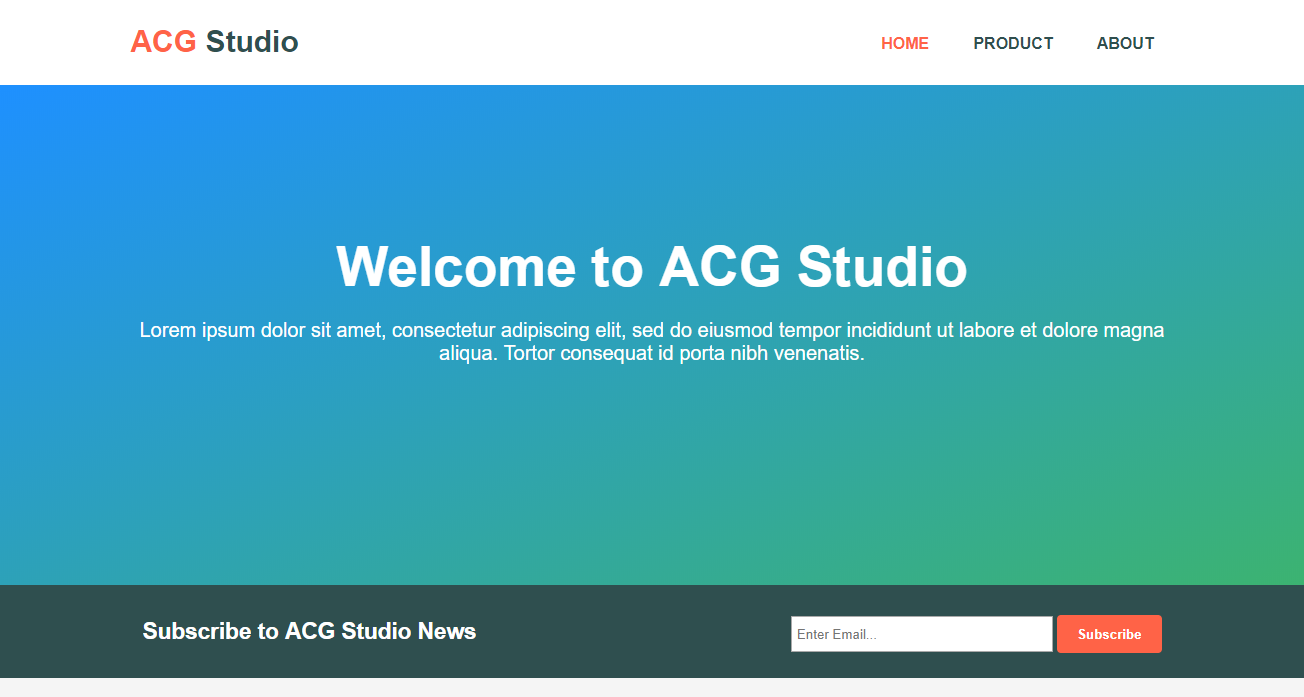 ACG Studio
HOME PRODUCT ABOUT
Welcome to ACG Studio
Lorem ipsum dolor sit amet, consectetur adipiscing elit, sed do eiusmod tempor incididunt ut labore et dolore magna
aliqua. Tortor consequat id porta nibh venenatis.
Subscribe to ACG Studio News
Enter Email...
Subscribe